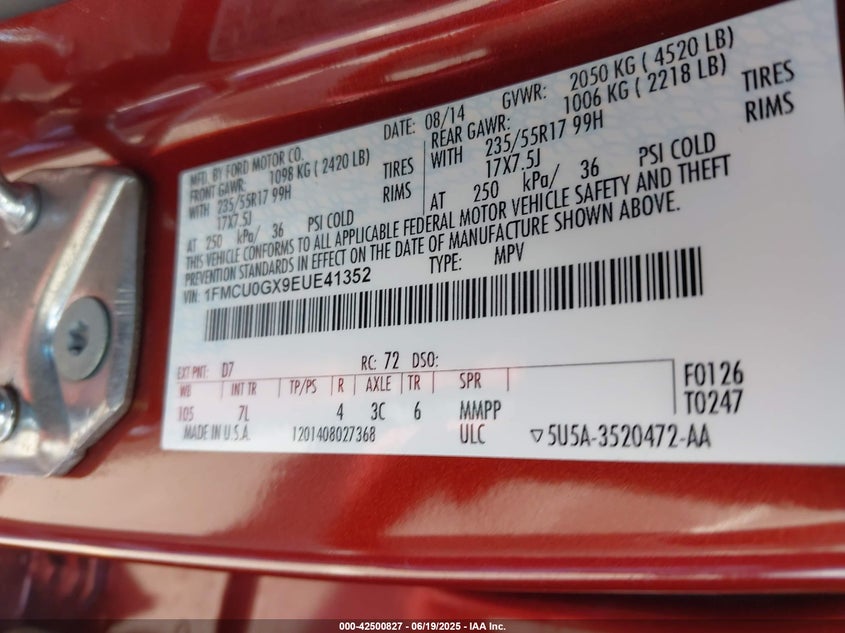 MFD. BY FORD MOTOR CO.
DATE: 08/14 GVWR: 2050 KG ( 4520 LB)
FRONT GAWR: 1098 KG ( 2420 LB)
REAR GAWR: 1006 KG ( 2218 LB)
WITH 235/55R17 99H TIRES
WITH 235/55R17 99H TIRES
17X7.5J RIMS
17X7.5J RIMS
AT 250 kPa/ 36 PSI COLD
AT 250 kPa/ 36 PSI COLD
THIS VEHICLE CONFORMS TO ALL APPLICABLE FEDERAL MOTOR VEHICLE SAFETY AND THEFT
PREVENTION STANDARDS IN EFFECT ON THE DATE OF MANUFACTURE SHOWN ABOVE.
VIN: 1FMCU0GX9EUE41352 TYPE: MPV
EXT PNT: D7 RC: 72 DSO:
WB INT TR TP/PS R AXLE TR SPR
105 7L 4 3C 6 MMPP
F0126
T0247
MADE IN U.S.A. 1201408027368 ULC ▽5U5A-3520472-AA
000-42500827 - 06/19/2025 - IAA Inc.